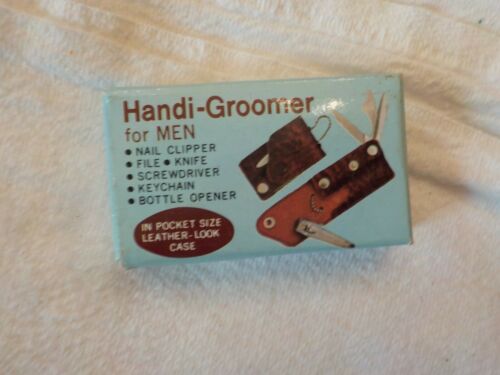 Handi-Groomer
for MEN
• NAIL CLIPPER
• FILE • KNIFE
• SCREWDRIVER
• KEYCHAIN
• BOTTLE OPENER
IN POCKET SIZE
LEATHER-LOOK
CASE